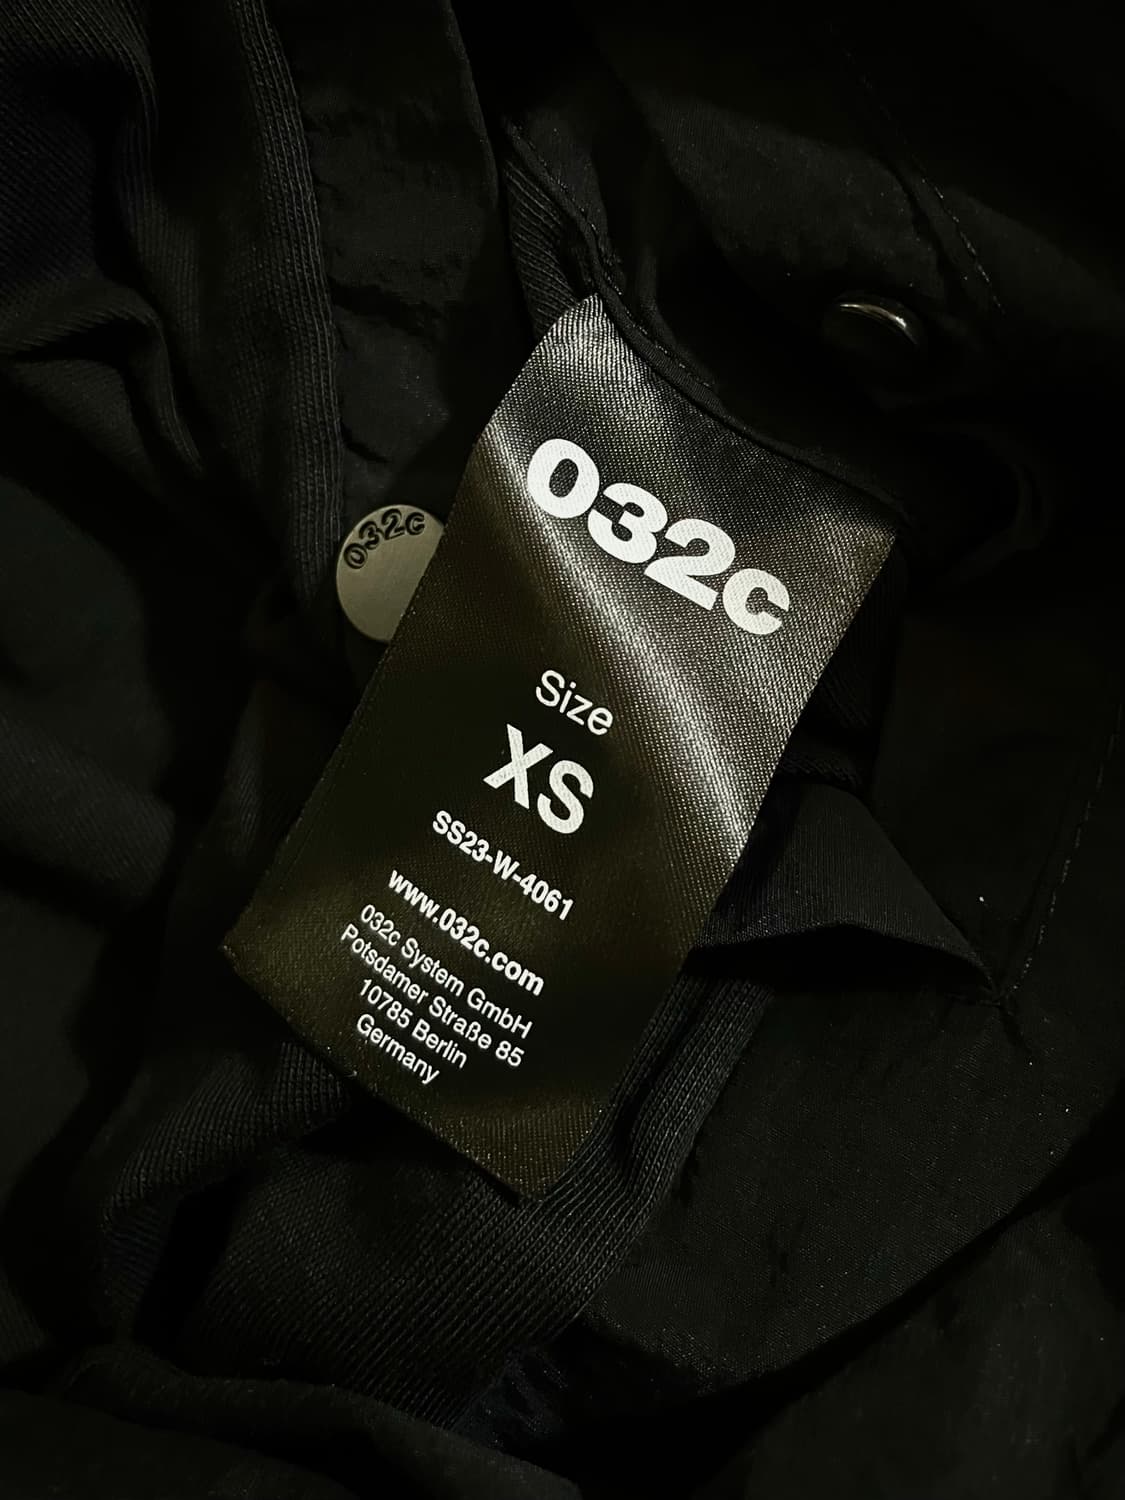 032c
032c
Size
XS
SS23-W-4061
www.032c.com
032c System GmbH
Potsdamer Straße 85
10785 Berlin
Germany